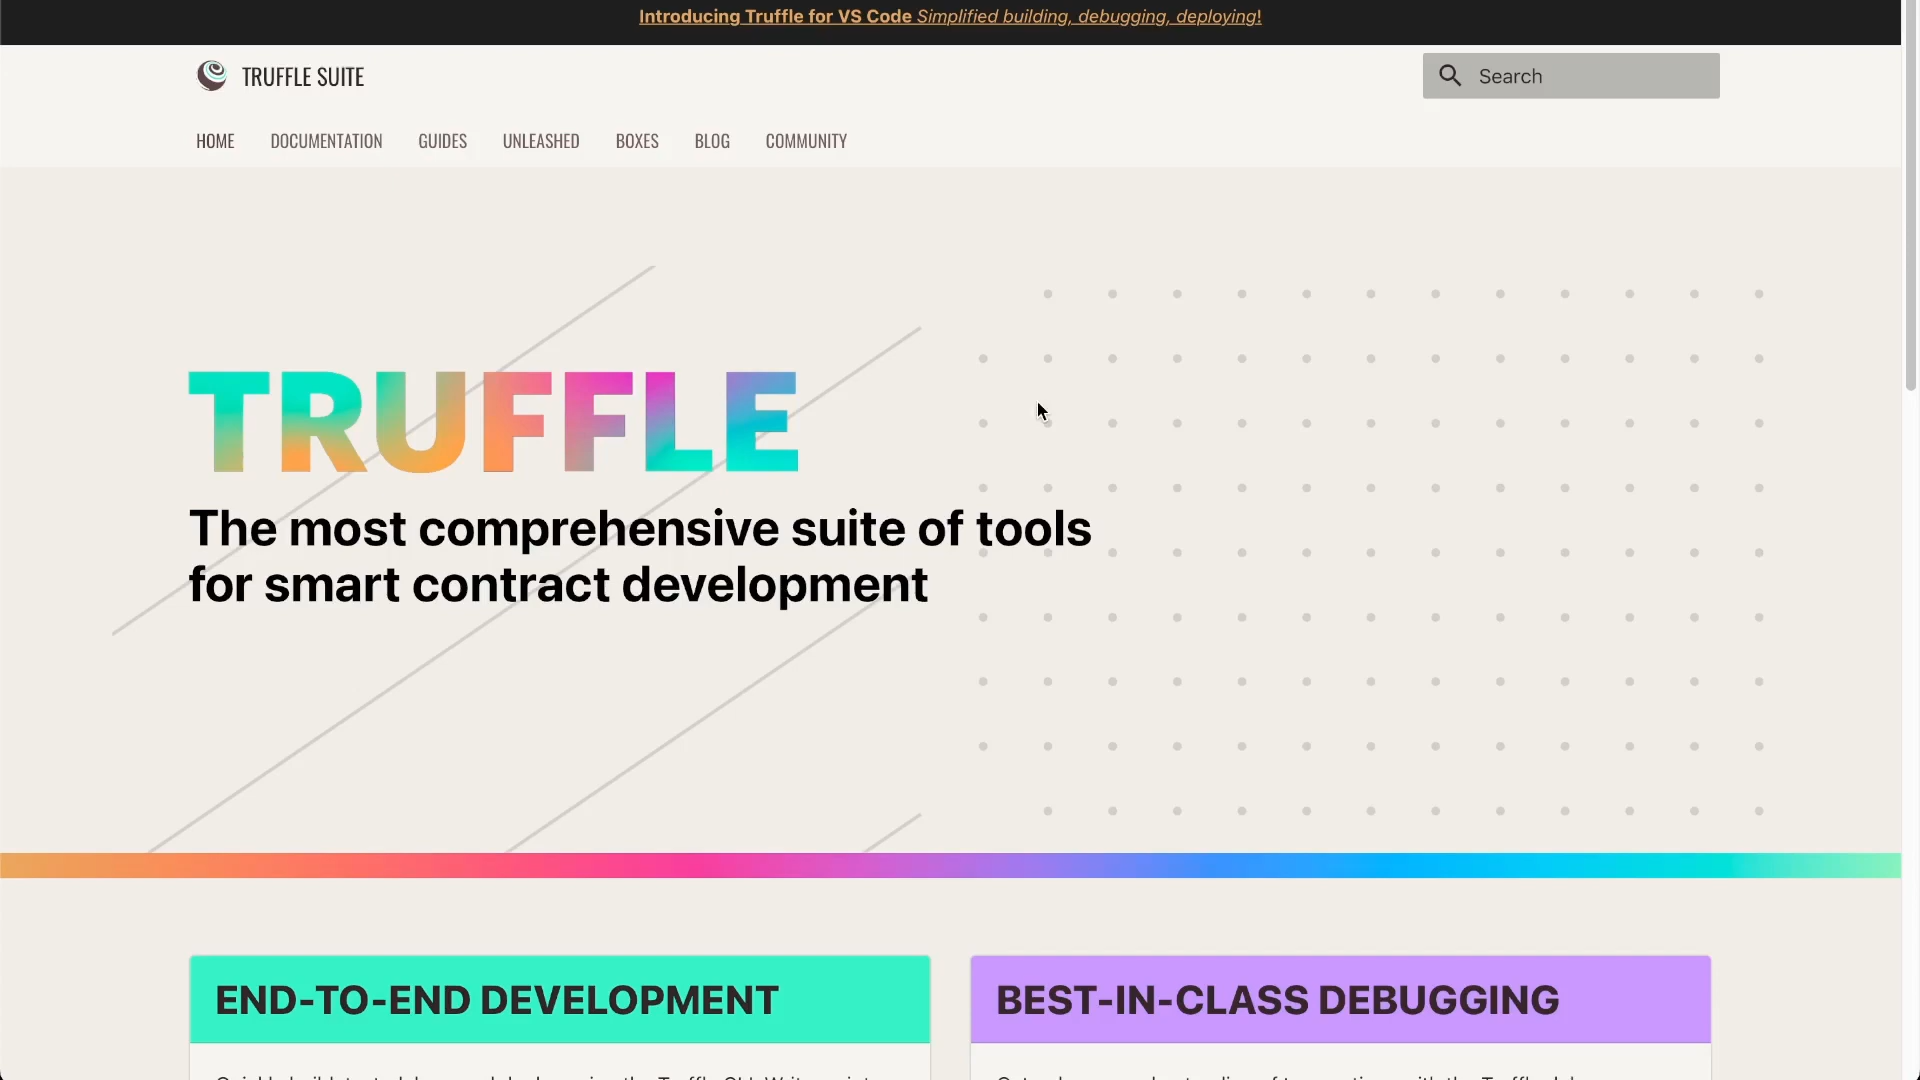 Introducing Truffle for VS Code Simplified building, debugging, deploying!
TRUFFLE SUITE
Search
HOME DOCUMENTATION GUIDES UNLEASHED BOXES BLOG COMMUNITY
TRUFFLE
The most comprehensive suite of tools
for smart contract development
END-TO-END DEVELOPMENT
BEST-IN-CLASS DEBUGGING